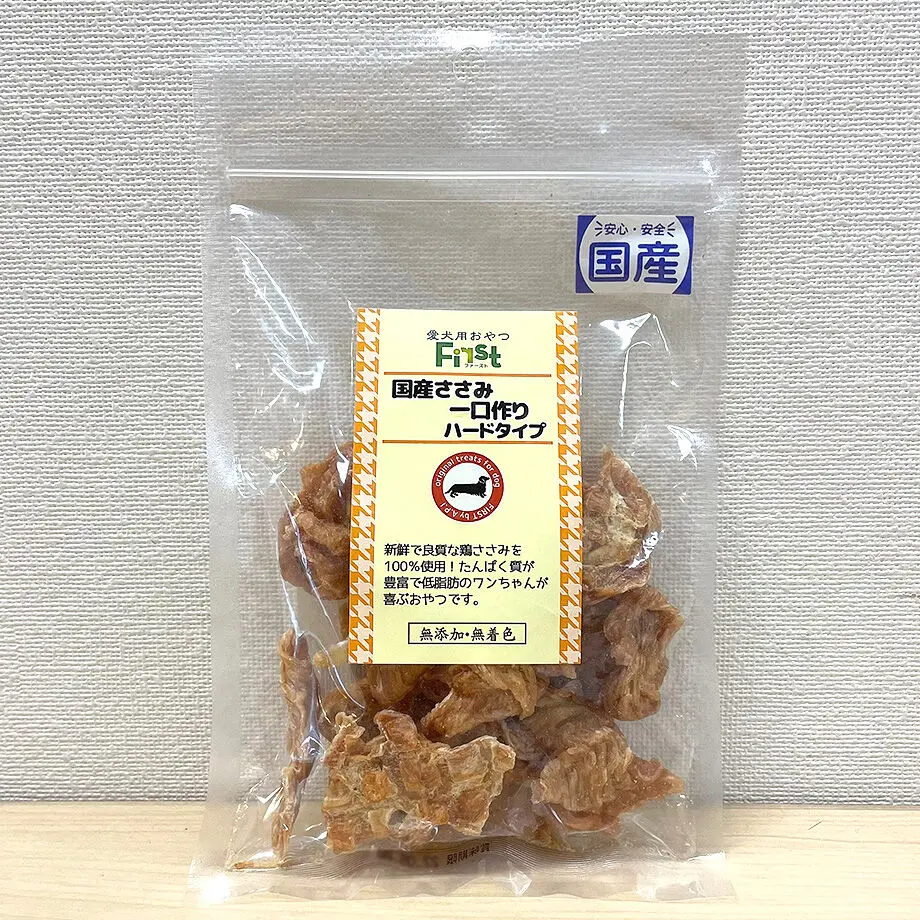 安心・安全
国産
愛犬用おやつ
First
ファースト
国産ささみ
一口作り
ハードタイプ
original treats for dog
FIRST by A.P.I
新鮮で良質な鶏ささみを
100%使用！たんぱく質が
豊富で低脂肪のワンちゃんが
喜ぶおやつです。
無添加・無着色